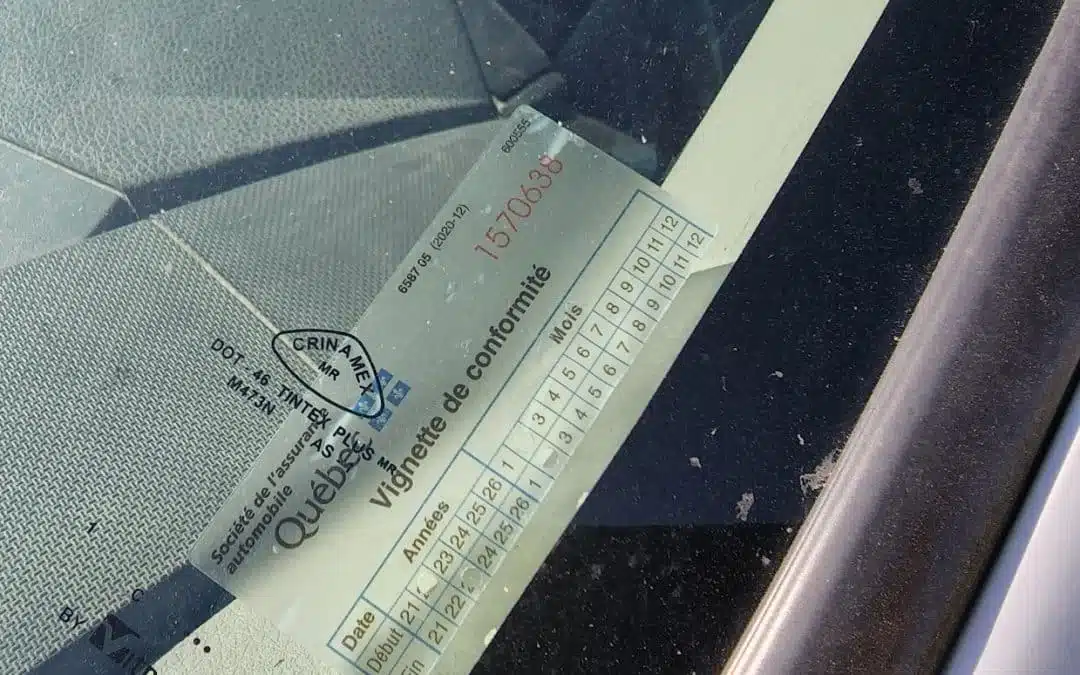 600555
1570638
6587 05 (2020-12)
Société de l'assurance
automobile
Québec
Vignette de conformité
CRINAMEX
MR
DOT - 46 TINTEX PLUS MR
M473N AS
Date Années Mois
Début 21 23 24 25 26 1 3 4 5 6 7 8 9 10 11 12
Fin 21 22 24 25 26 1 3 4 5 6 7 8 9 10 11 12
1
BY